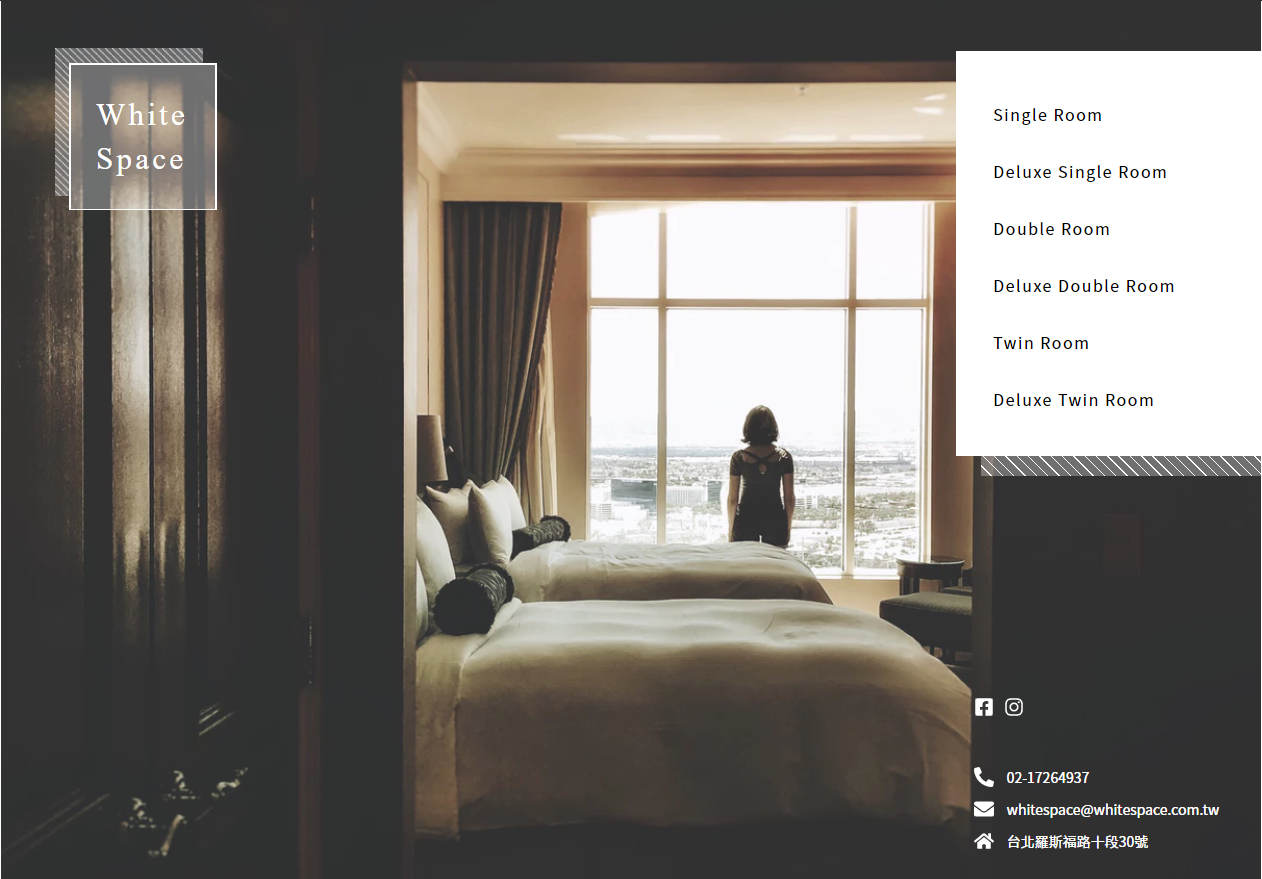 White
Space
Single Room
Deluxe Single Room
Double Room
Deluxe Double Room
Twin Room
Deluxe Twin Room
02-17264937
whitespace@whitespace.com.tw
台北羅斯福路十段30號